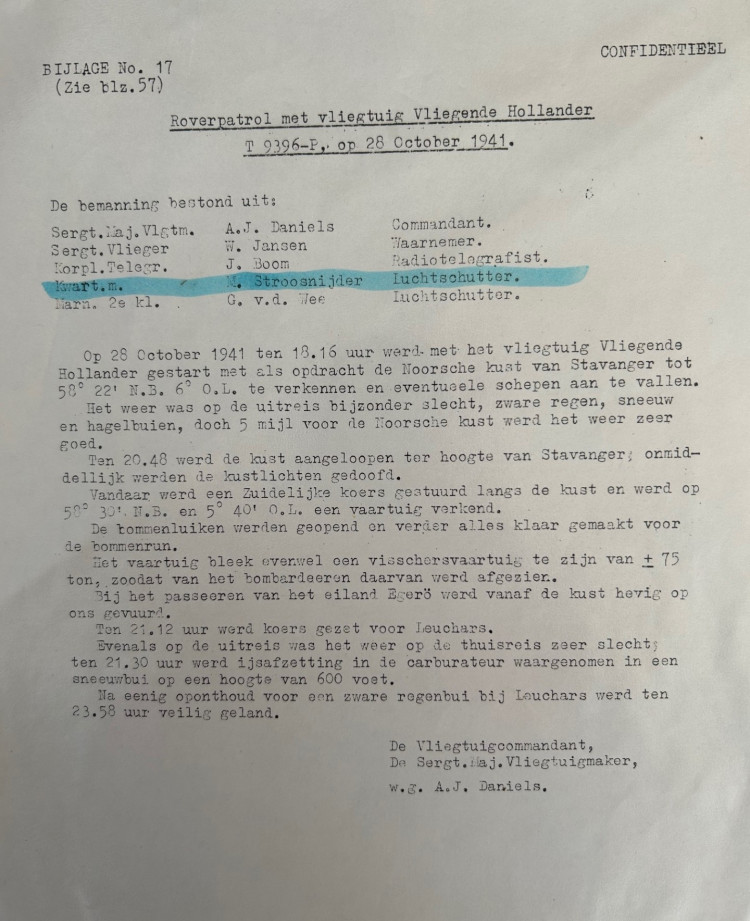 CONFIDENTIEEL
BIJLAGE No. 17
(Zie blz.57)
Roverpatrol met vliegtuig Vliegende Hollander
T 9396-P,. op 28 October 1941.
De bemanning bestond uit:
Sergt.Maj.Vlgtm. A.J. Daniels Commandant.
Sergt.Vlieger W. Jansen Waarnemer.
Korpl.Telegr. J. Boom Radiotelegrafist.
Kwart.m. Stroosnijder Luchtschutter.
Marn. 2e kl. G. v.d. Wee Luchtschutter.
Op 28 October 1941 ten 18.16 uur werd met het vliegtuig Vliegende
Hollander gestart met als opdracht de Noorsche kust van Stavanger tot
58° 22' N.B. 6° O.L. te verkennen en eventueele schepen aan te vallen.
Het weer was op de uitreis bijzonder slecht, zware regen, sneeuw
en hagelbuien, doch 5 mijl voor de Noorsche kust werd het weer zeer
goed.
Ten 20.48 werd de kust aangeloopen ter hoogte van Stavanger; onmid-
dellijk werden de kustlichten gedoofd.
Vandaar werd een Zuidelijke koers gestuurd langs de kust en werd op
58° 30'. N.B. en 5° 40' O.L. een vaartuig verkend.
De bommenluiken werden geopend en verder alles klaar gemaakt voor
de bommenrun.
Het vaartuig bleek evenwel een visschersvaartuig te zijn van ± 75
ton, zoodat van het bombardeeren daarvan werd afgezien.
Bij het passeeren van het eiland Egerö werd vanaf de kust hevig op
ons gevuurd.
Ten 21.12 uur werd koers gezet voor Leuchars.
Evenals op de uitreis was het weer op de thuisreis zeer slecht;
ten 21.30 uur werd ijsafzetting in de carburateur waargenomen in een
sneeuwbui op een hoogte van 600 voet.
Na eenig oponthoud voor een zware regenbui bij Leuchars werd ten
23.58 uur veilig geland.
De Vliegtuigcommandant,
De Sergt.Maj.Vliegtuigmaker,
w.g. A.J. Daniels.